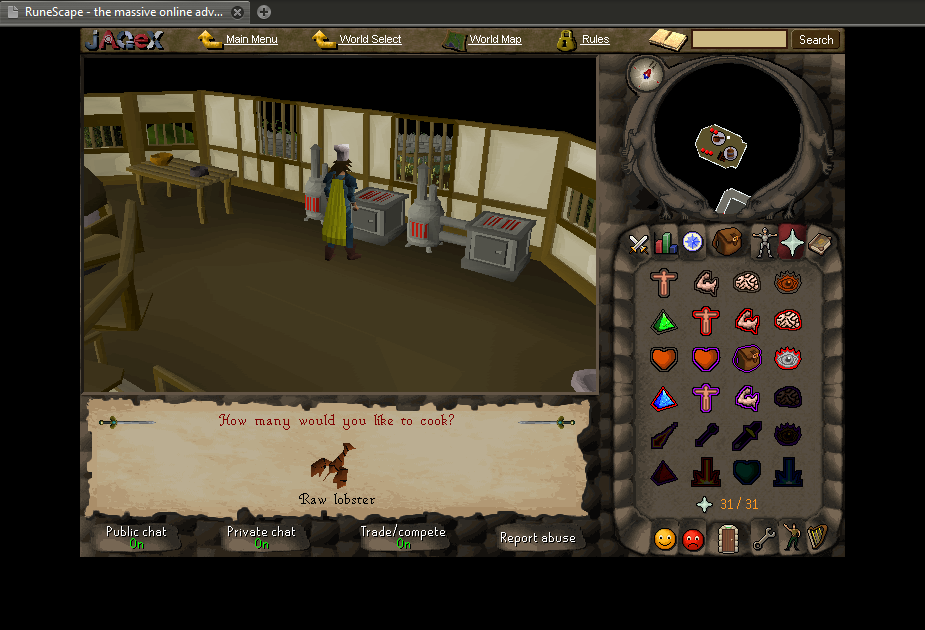 RuneScape - the massive online adv...
JAGEX
Main Menu
World Select
World Map
Rules
Search
How many would you like to cook?
Raw lobster
31 / 31
Public chat
On
Private chat
On
Trade/compete
On
Report abuse